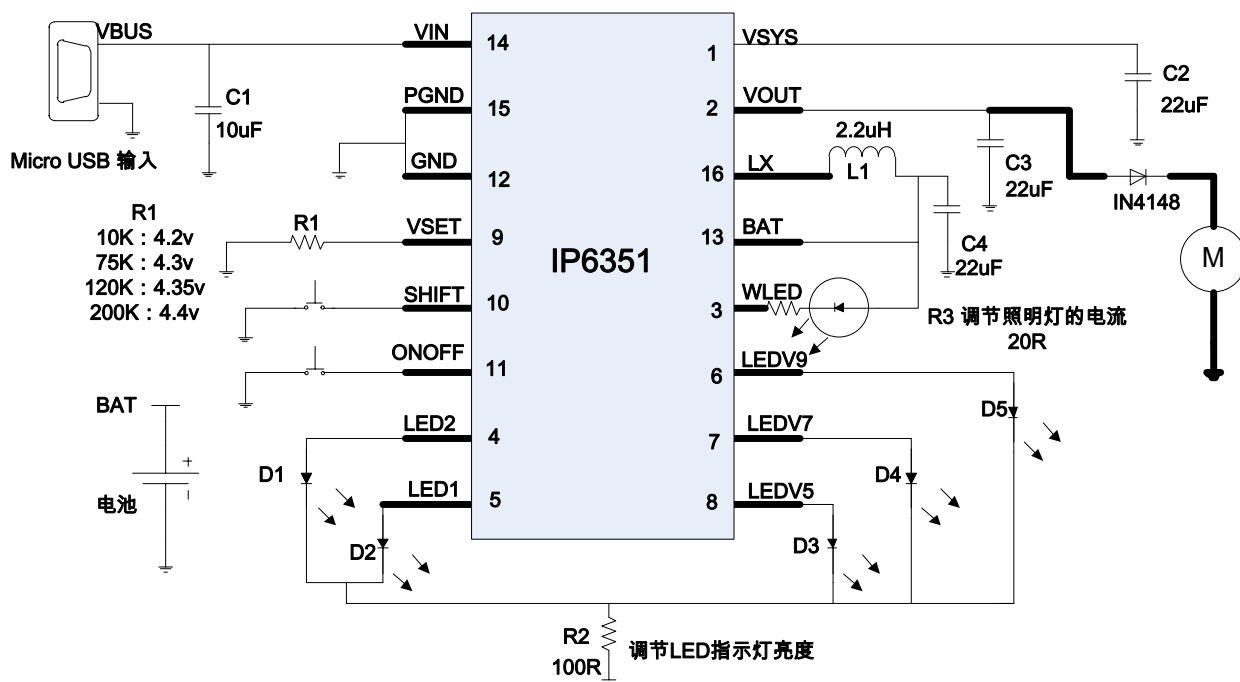 VBUS
VIN
14
PGND
15
C1
10uF
Micro USB 输入
GND
12
R1
10K : 4.2v
75K : 4.3v
120K : 4.35v
200K : 4.4v
R1
VSET
9
SHIFT
10
ONOFF
11
BAT
+
-
电池
LED2
4
D1
LED1
5
D2
IP6351
1
VSYS
C2
22uF
2
VOUT
C3
22uF
2.2uH
16
LX
L1
IN4148
M
13
BAT
C4
22uF
3
WLED
R3 调节照明灯的电流
20R
6
LEDV9
D5
7
LEDV7
D4
8
LEDV5
D3
R2
100R
调节LED指示灯亮度